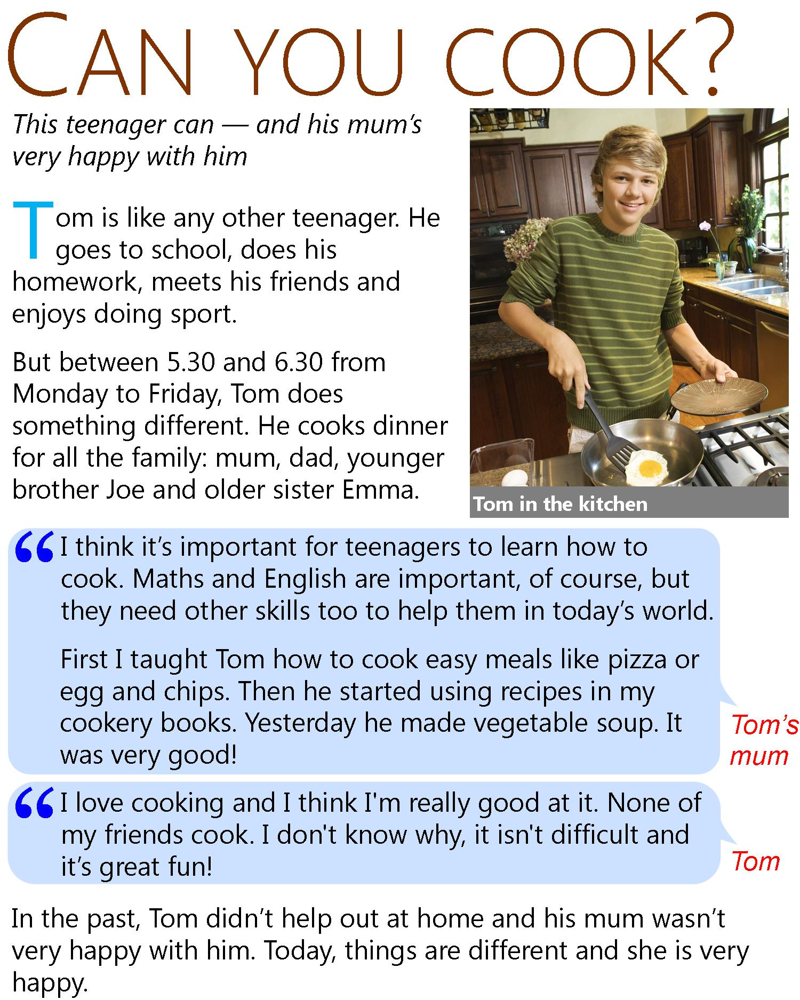 CAN YOU COOK?
This teenager can — and his mum's
very happy with him
Tom is like any other teenager. He
goes to school, does his
homework, meets his friends and
enjoys doing sport.
But between 5.30 and 6.30 from
Monday to Friday, Tom does
something different. He cooks dinner
for all the family: mum, dad, younger
brother Joe and older sister Emma.
Tom in the kitchen
“I think it’s important for teenagers to learn how to
cook. Maths and English are important, of course, but
they need other skills too to help them in today’s world.
First I taught Tom how to cook easy meals like pizza or
egg and chips. Then he started using recipes in my
cookery books. Yesterday he made vegetable soup. It
was very good!
Tom’s
mum
“I love cooking and I think I'm really good at it. None of
my friends cook. I don't know why, it isn't difficult and
it’s great fun!
Tom
In the past, Tom didn’t help out at home and his mum wasn’t
very happy with him. Today, things are different and she is very
happy.